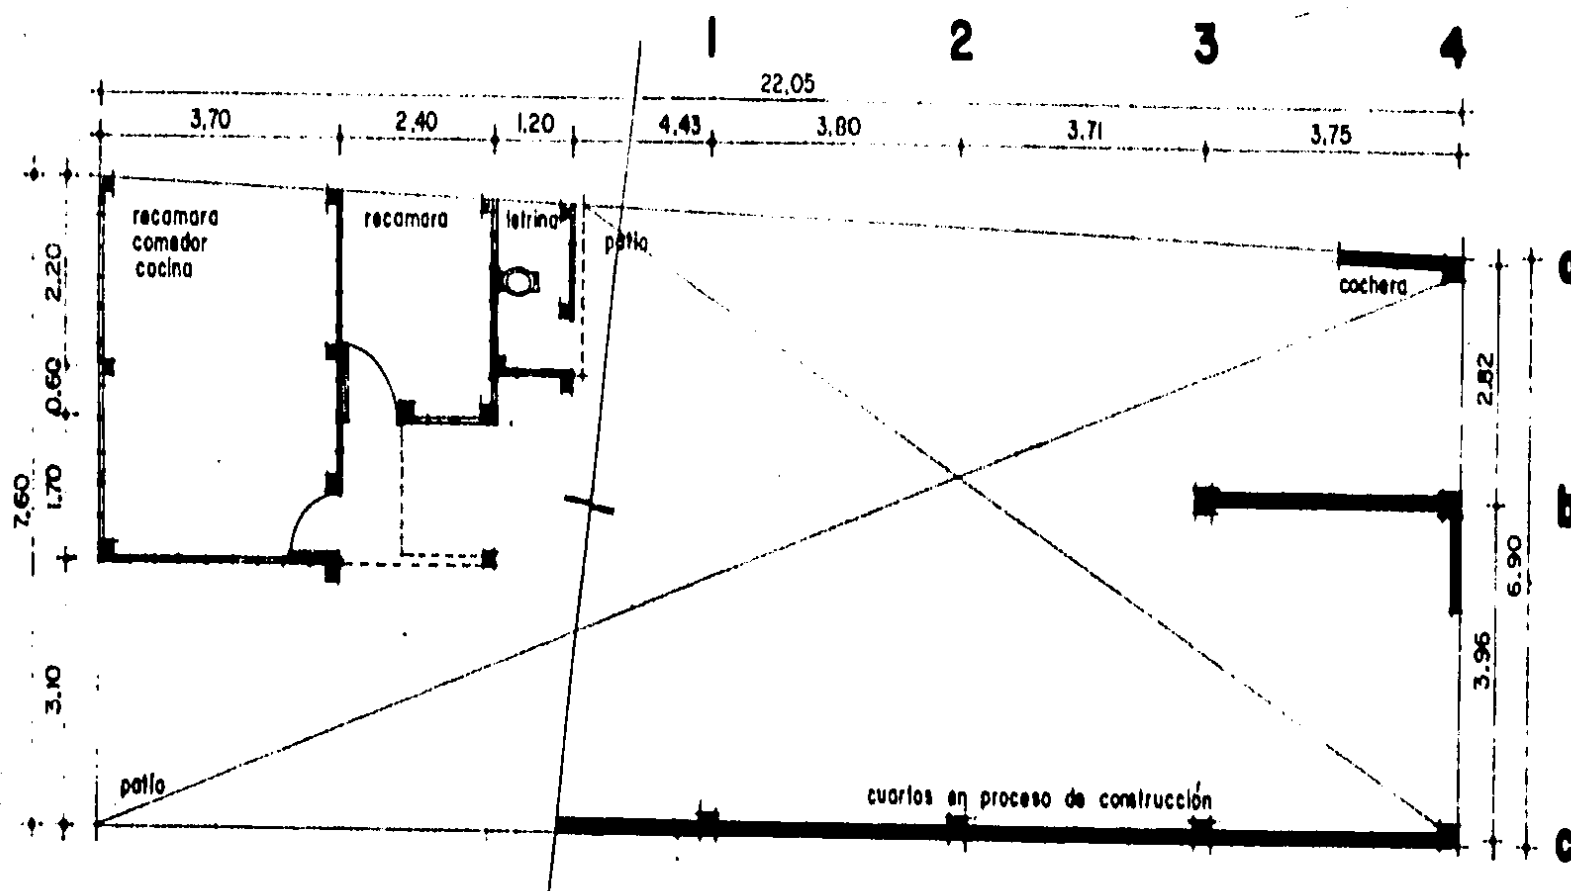 1 2 3 4
22,05
3,70 2,40 1,20 4,43 3,80 3,71 3,75
recamara
comedor
cocina
recamara
letrina
patio
cochera
2.20
0.60
1.70
7.60
3.10
2.82
b
6.90
3.96
patio
cuartos en proceso de construcción
c